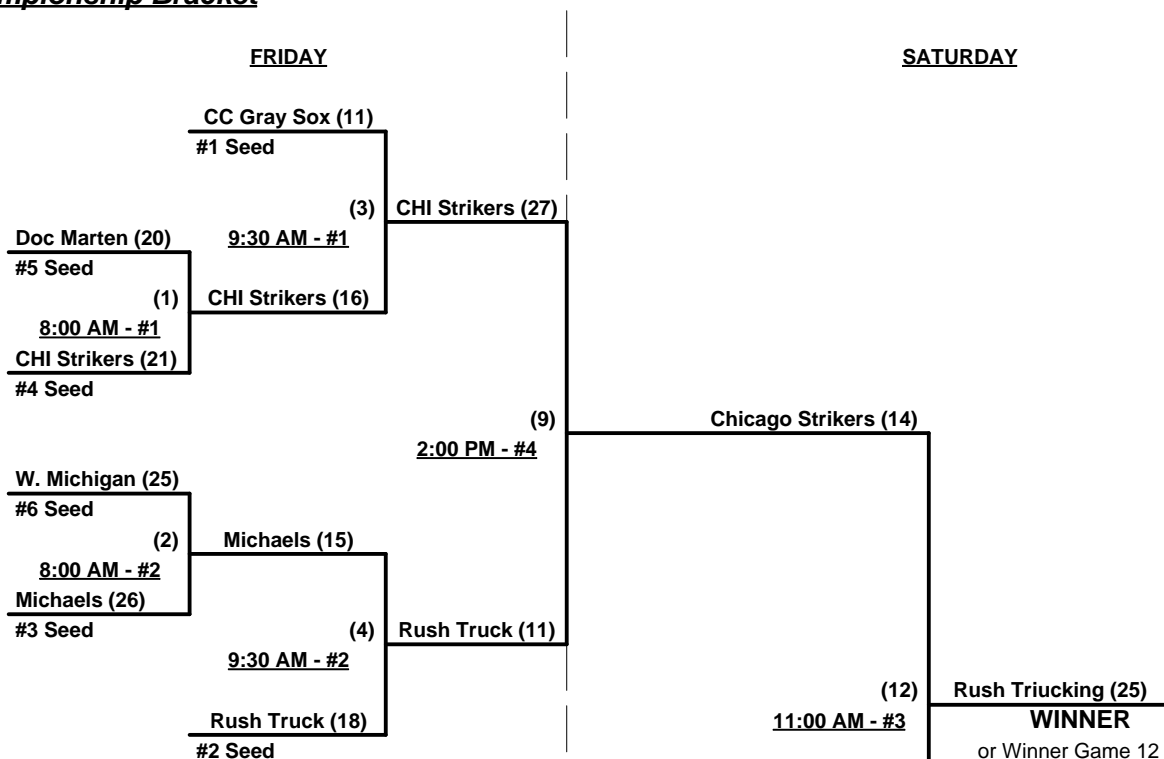 FRIDAY
SATURDAY
CC Gray Sox (11)
#1 Seed
(3)
CHI Strikers (27)
9:30 AM - #1
Doc Marten (20)
#5 Seed
(1)
CHI Strikers (16)
8:00 AM - #1
CHI Strikers (21)
#4 Seed
(9)
Chicago Strikers (14)
2:00 PM - #4
W. Michigan (25)
#6 Seed
(2)
Michaels (15)
8:00 AM - #2
Michaels (26)
#3 Seed
(4)
Rush Truck (11)
9:30 AM - #2
Rush Truck (18)
#2 Seed
(12)
Rush Triucking (25)
11:00 AM - #3
WINNER
or Winner Game 12